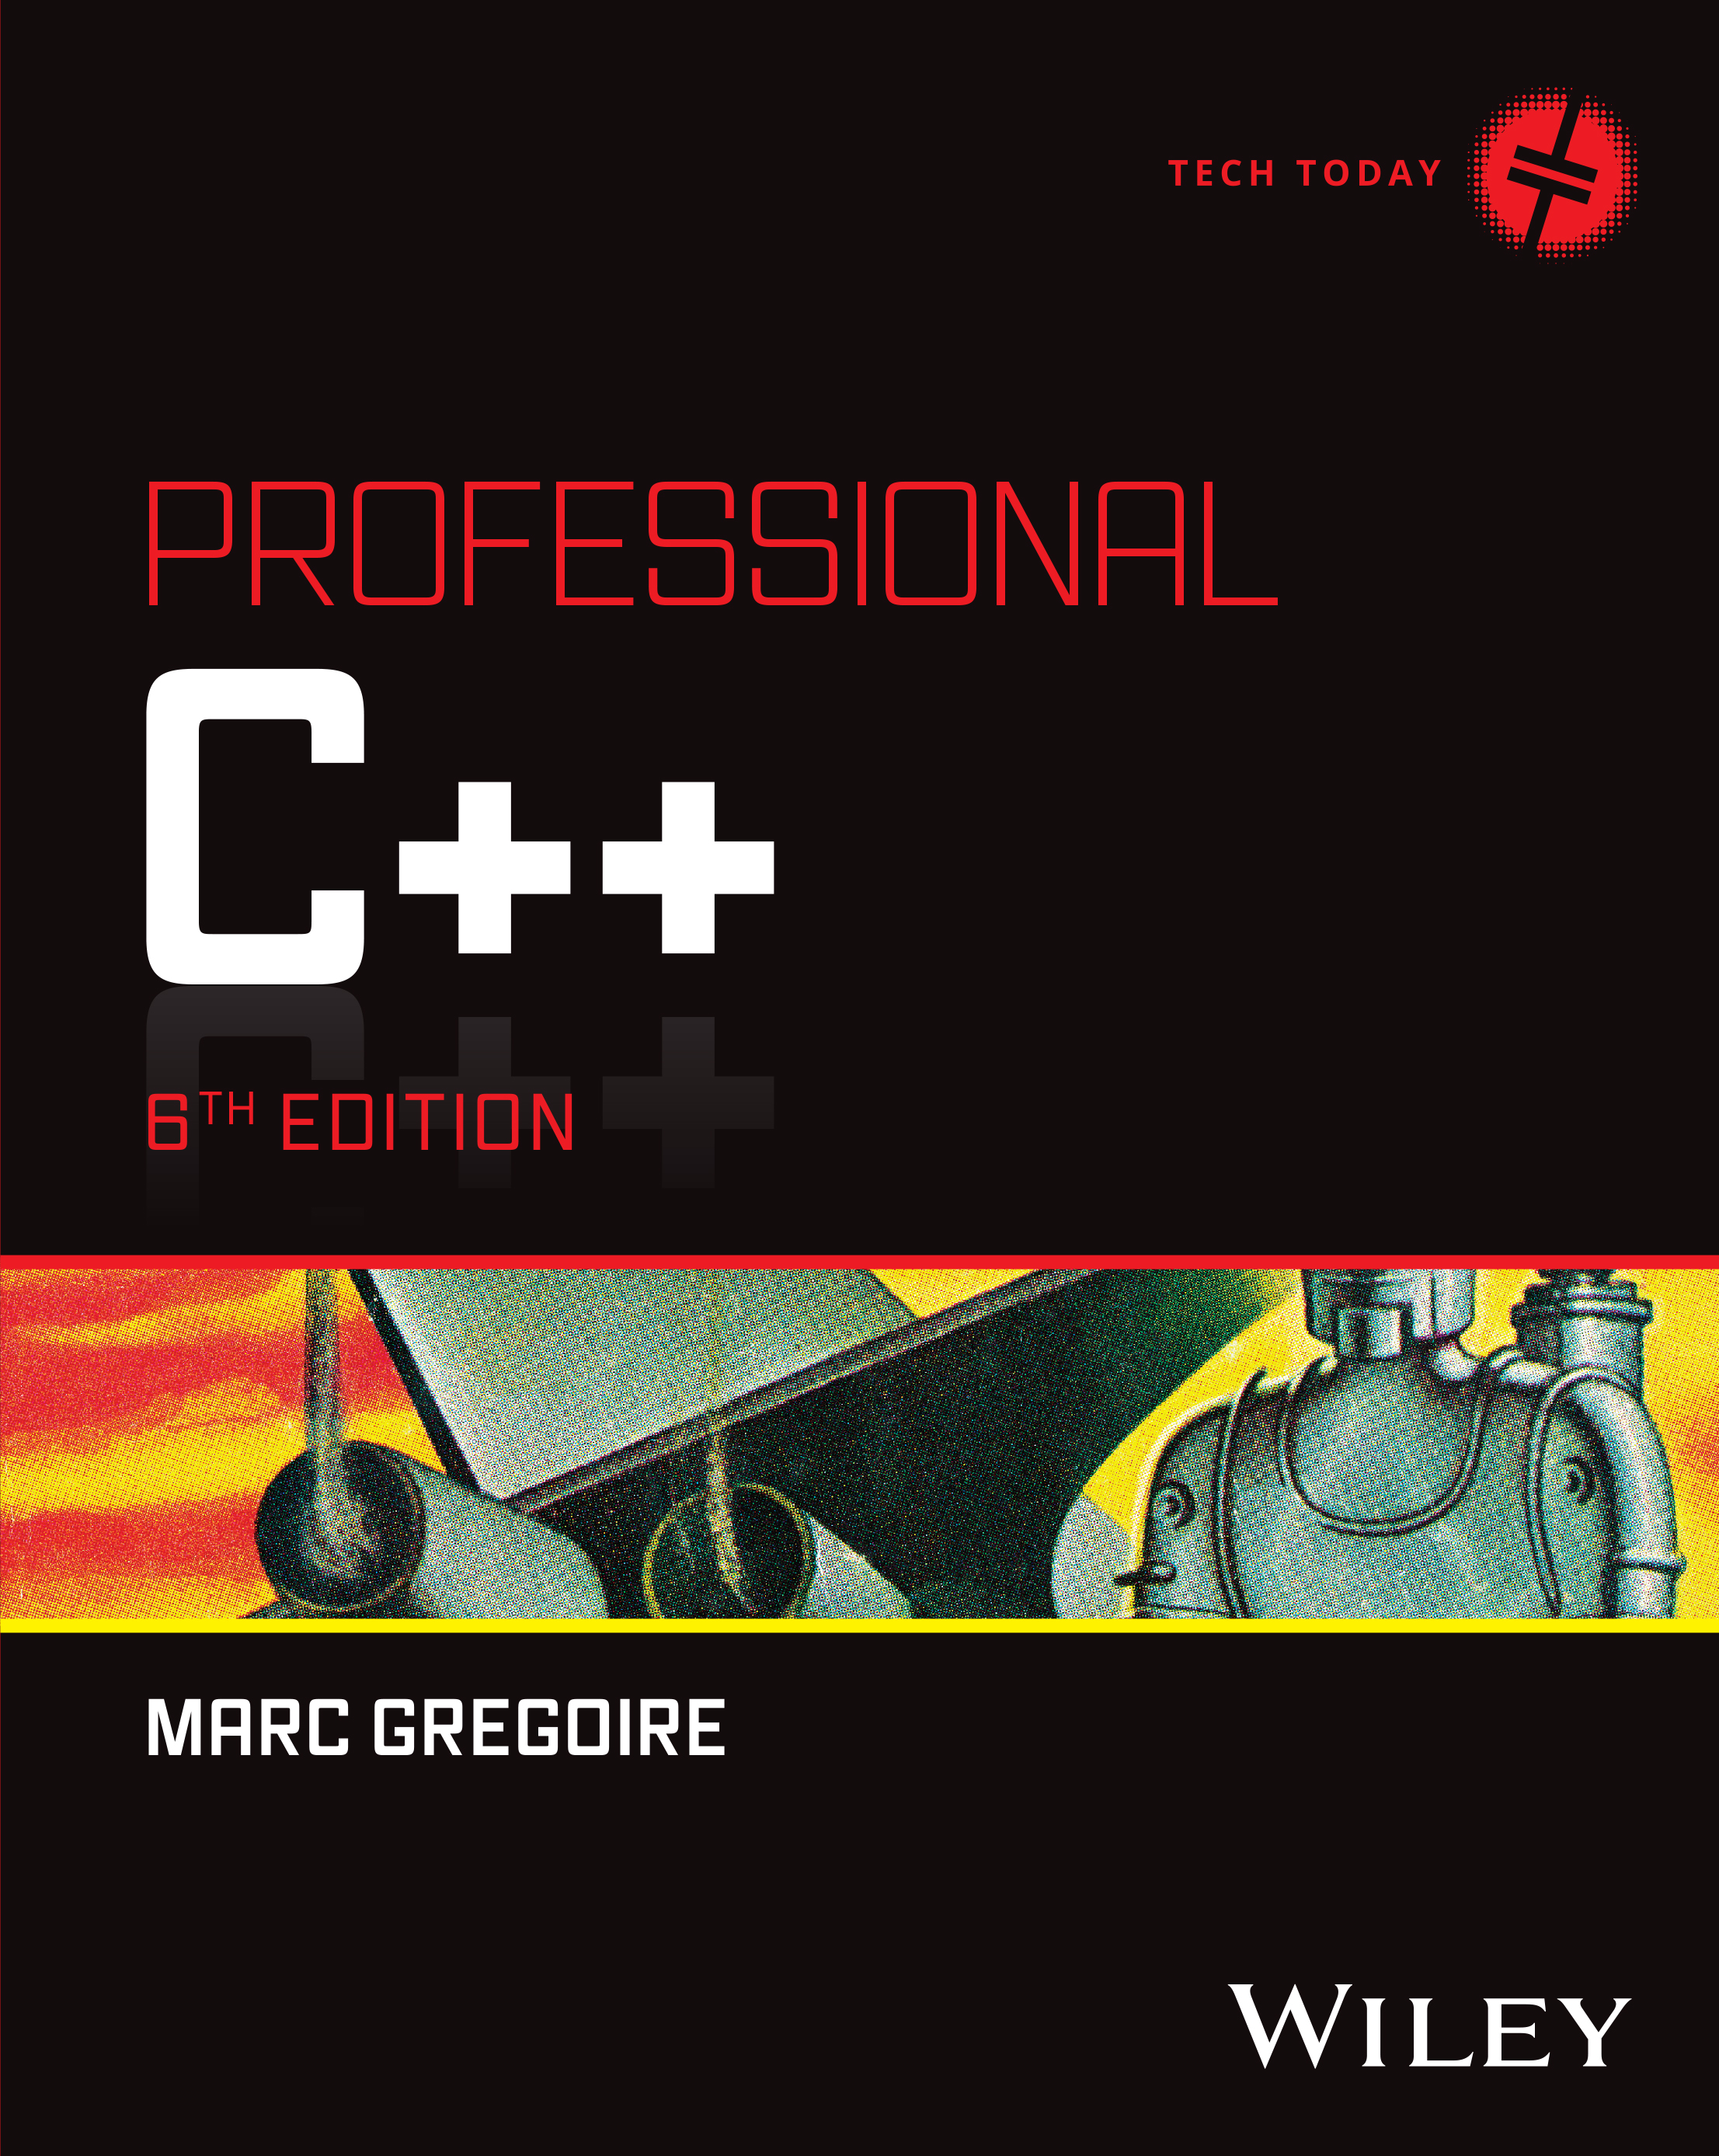 TECH TODAY
PROFESSIONAL
C++
6TH EDITION
MARC GREGOIRE
WILEY